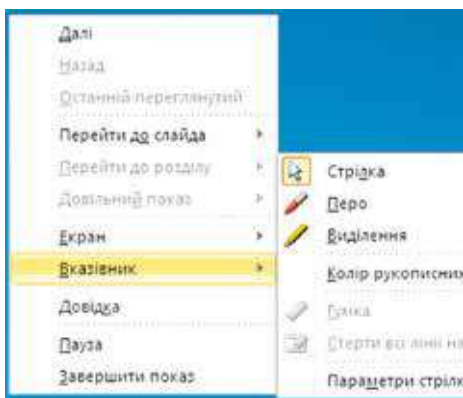 Далі
Назад
Останній переглянутий
Перейти до слайда
Перейти до розділу
Довільний показ
Екран
Вказівник
Довідка
Пауза
Завершити показ
Стрілка
Перо
Виділення
Колір рукописних
Гумка
Стерти всі лінії на
Параметри стрілк